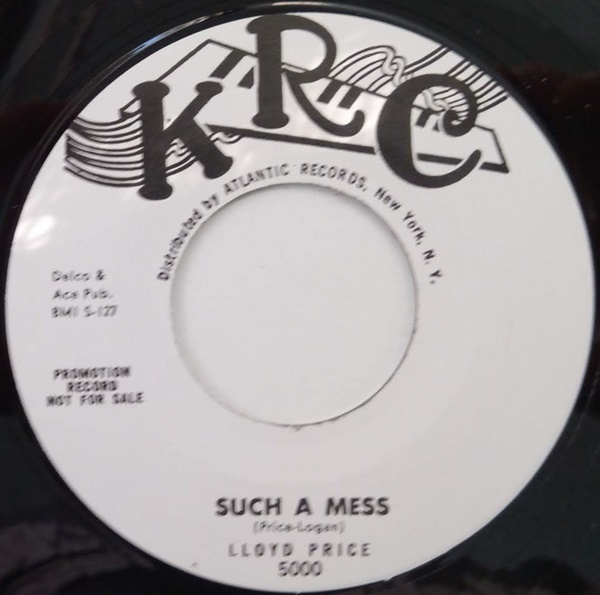 KRC
Distributed by ATLANTIC RECORDS, New York, N. Y.
Delco &
Ace Pub.
BMI S-127
PROMOTION
RECORD
NOT FOR SALE
SUCH A MESS
(Price-Logan)
LLOYD PRICE
5000